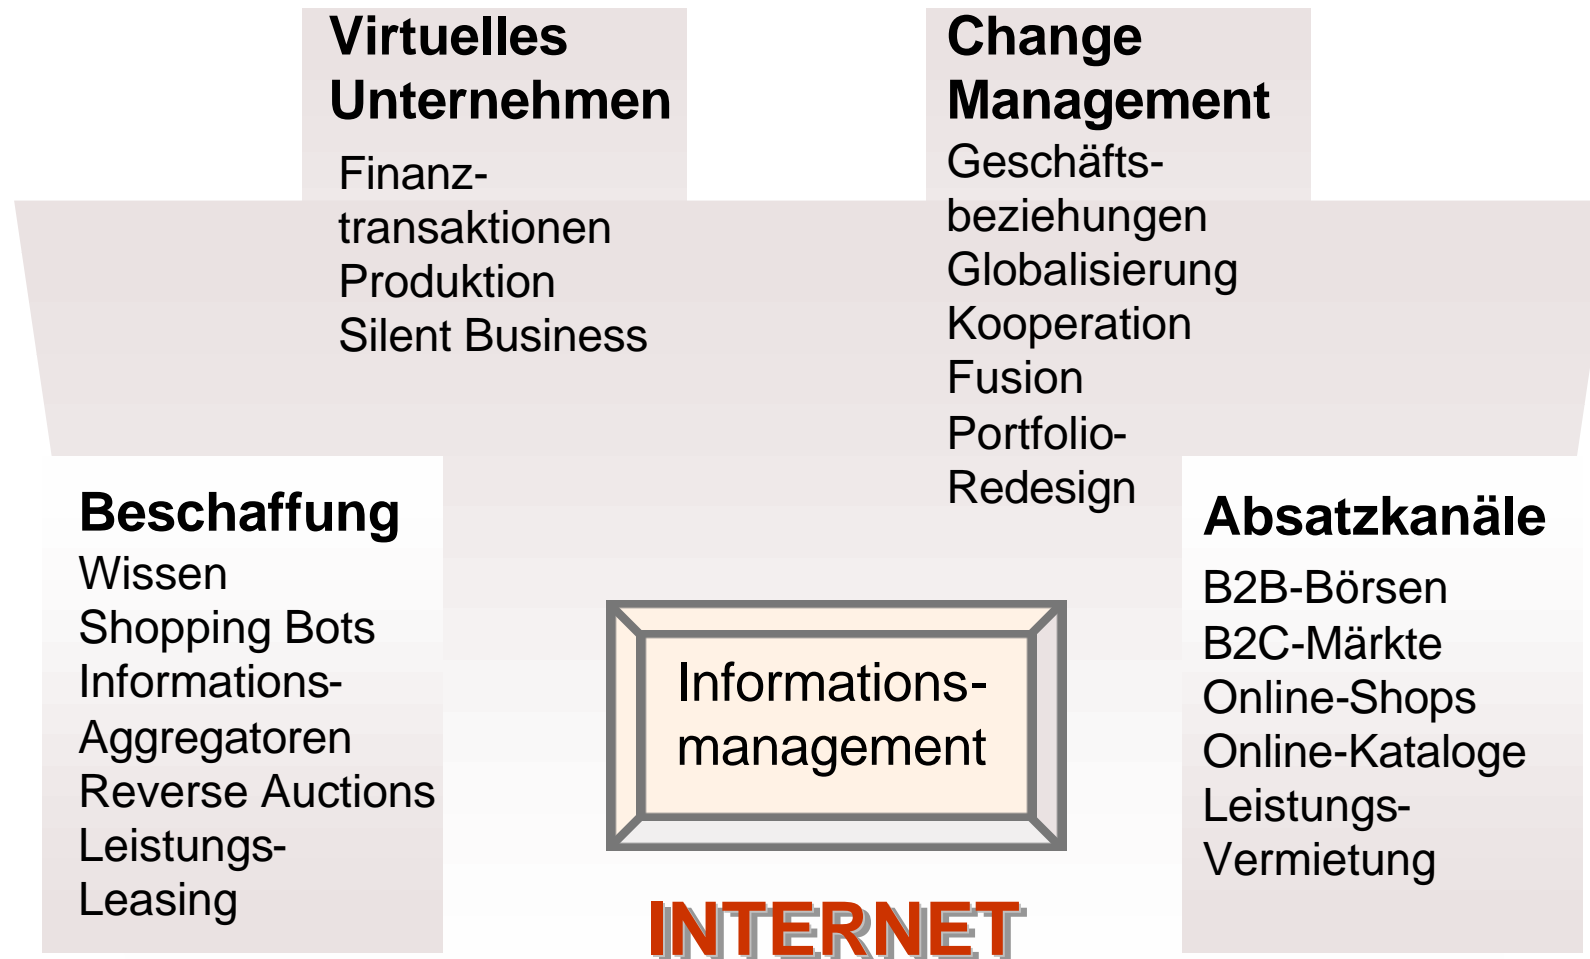 Virtuelles
Unternehmen
Finanz-
transaktionen
Produktion
Silent Business
Change
Management
Geschäfts-
beziehungen
Globalisierung
Kooperation
Fusion
Portfolio-
Redesign
Beschaffung
Wissen
Shopping Bots
Informations-
Aggregatoren
Reverse Auctions
Leistungs-
Leasing
Informations-
management
INTERNET
Absatzkanäle
B2B-Börsen
B2C-Märkte
Online-Shops
Online-Kataloge
Leistungs-
Vermietung